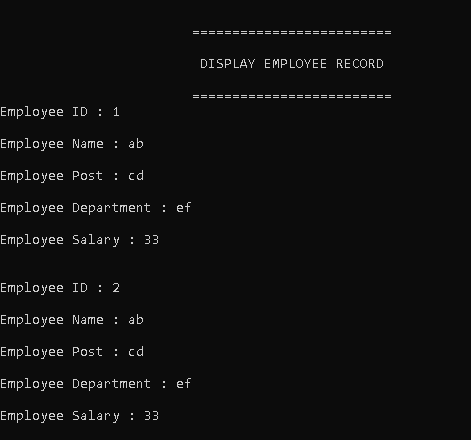 =========================
DISPLAY EMPLOYEE RECORD
=========================
Employee ID : 1
Employee Name : ab
Employee Post : cd
Employee Department : ef
Employee Salary : 33
Employee ID : 2
Employee Name : ab
Employee Post : cd
Employee Department : ef
Employee Salary : 33